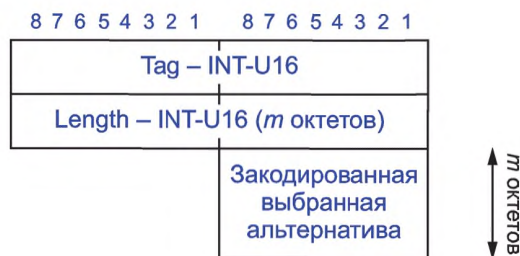 8 7 6 5 4 3 2 1 8 7 6 5 4 3 2 1
Tag – INT-U16
Length – INT-U16 (m октетов)
Закодированная
выбранная
альтернатива
m октетов